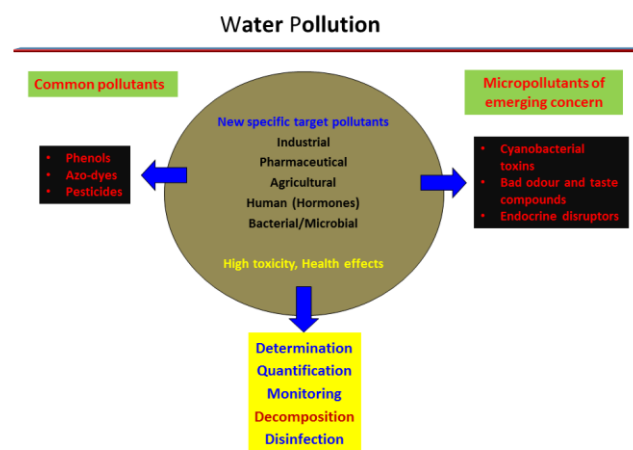 Water Pollution
Common pollutants
Micropollutants of
emerging concern
New specific target pollutants
Industrial
Pharmaceutical
Agricultural
Human (Hormones)
Bacterial/Microbial
High toxicity, Health effects
• Phenols
• Azo-dyes
• Pesticides
• Cyanobacterial
toxins
• Bad odour and taste
compounds
• Endocrine disruptors
Determination
Quantification
Monitoring
Decomposition
Disinfection